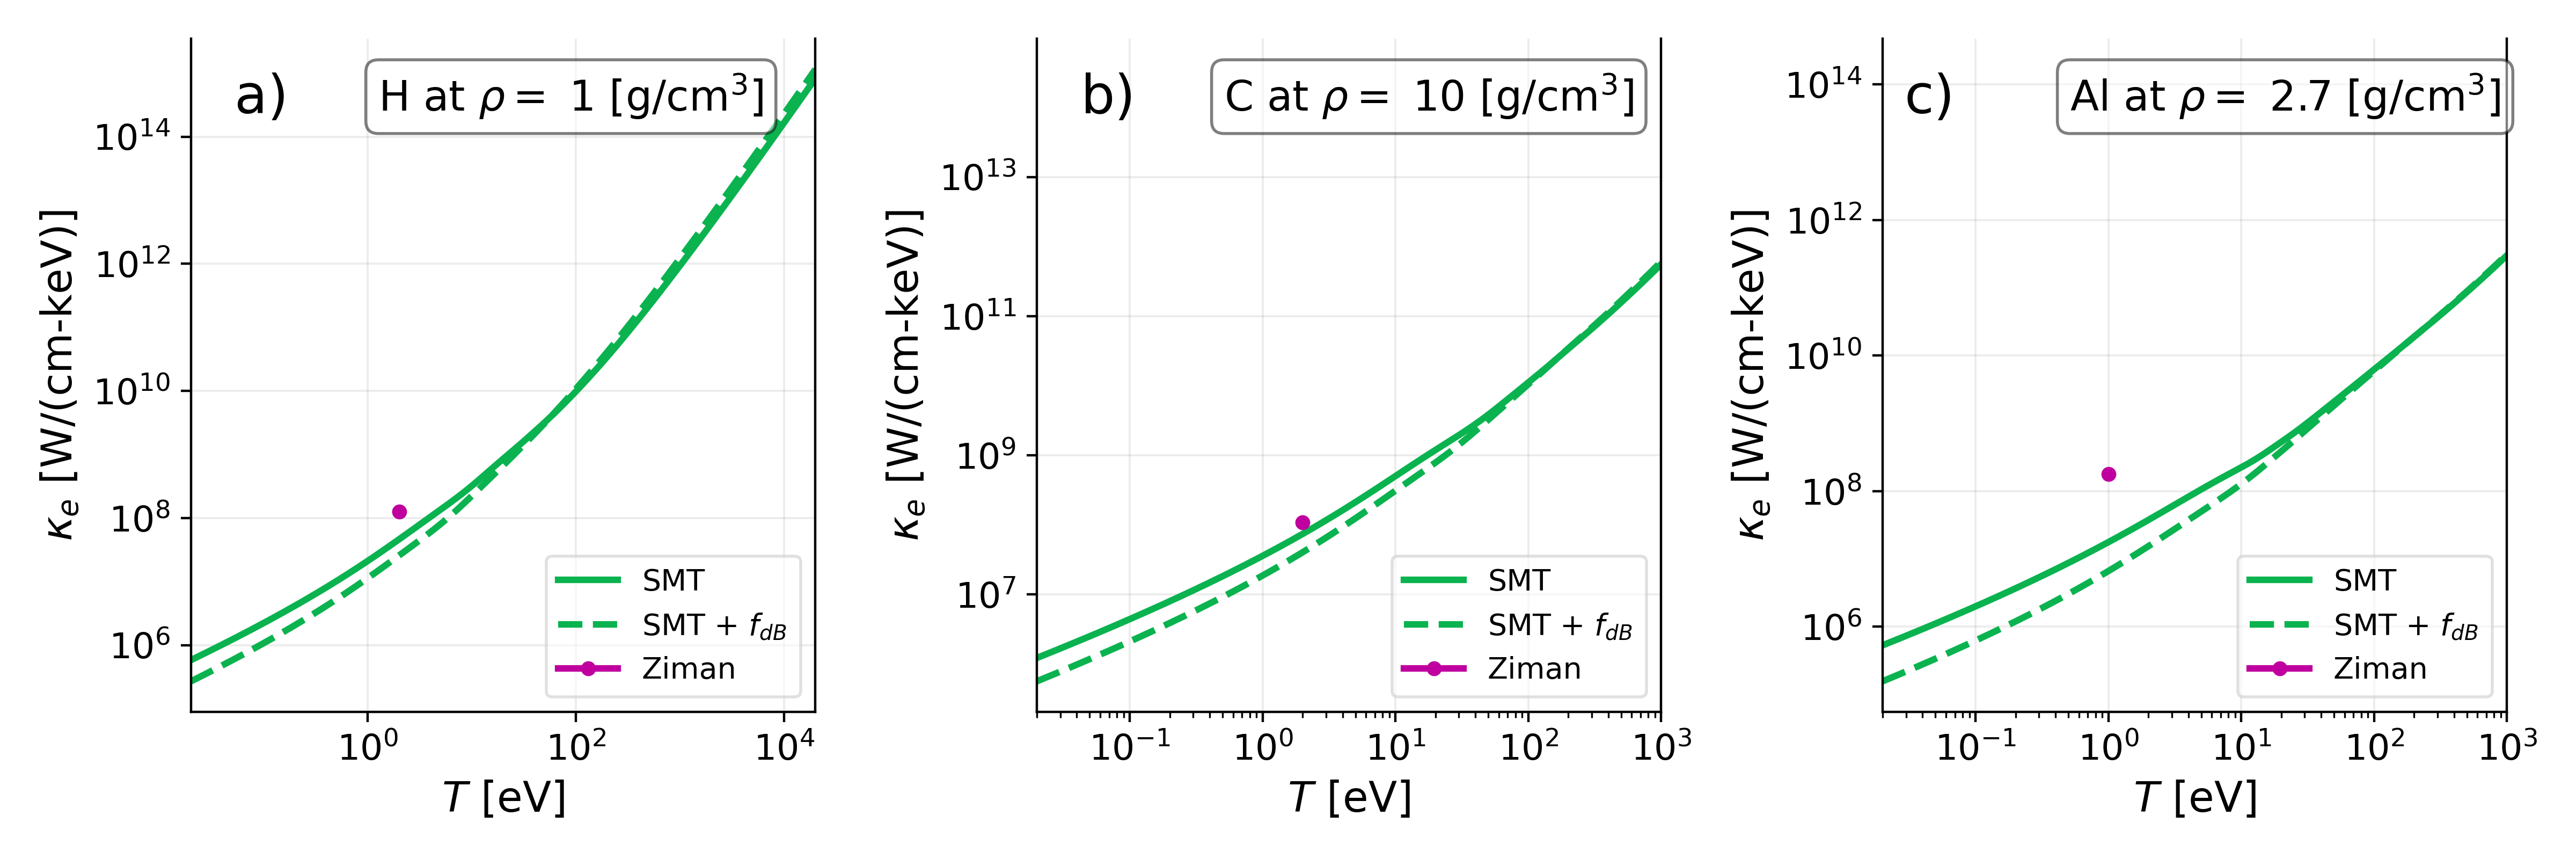 a)
H at ρ = 1 [g/cm³]
κₑ [W/(cm-keV)]
10¹⁴
10¹²
10¹⁰
10⁸
10⁶
SMT
SMT + f_dB
Ziman
10⁰ 10² 10⁴
T [eV]
b)
C at ρ = 10 [g/cm³]
κₑ [W/(cm-keV)]
10¹³
10¹¹
10⁹
10⁷
SMT
SMT + f_dB
Ziman
10⁻¹ 10⁰ 10¹ 10² 10³
T [eV]
c)
Al at ρ = 2.7 [g/cm³]
κₑ [W/(cm-keV)]
10¹⁴
10¹²
10¹⁰
10⁸
10⁶
SMT
SMT + f_dB
Ziman
10⁻¹ 10⁰ 10¹ 10² 10³
T [eV]